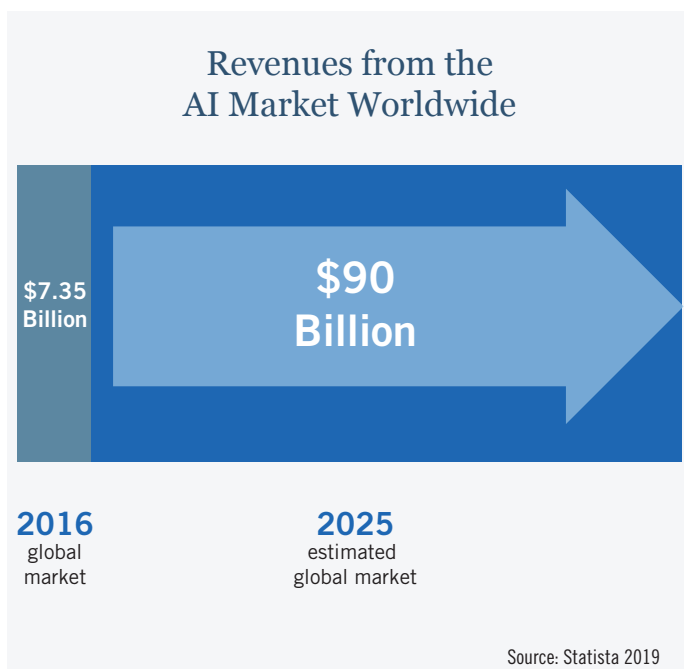 Revenues from the
AI Market Worldwide
$7.35
Billion
$90
Billion
2016
global
market
2025
estimated
global market
Source: Statista 2019